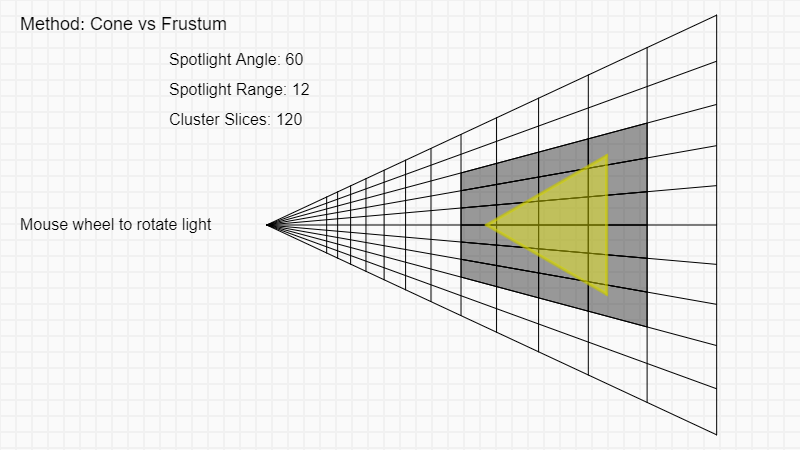 Method: Cone vs Frustum
Spotlight Angle: 60
Spotlight Range: 12
Cluster Slices: 120
Mouse wheel to rotate light